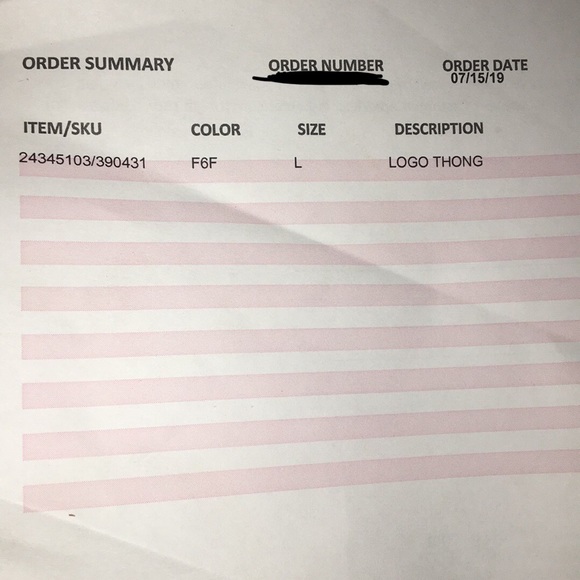 ORDER SUMMARY ORDER NUMBER ORDER DATE
07/15/19
ITEM/SKU COLOR SIZE DESCRIPTION
24345103/390431 F6F L LOGO THONG